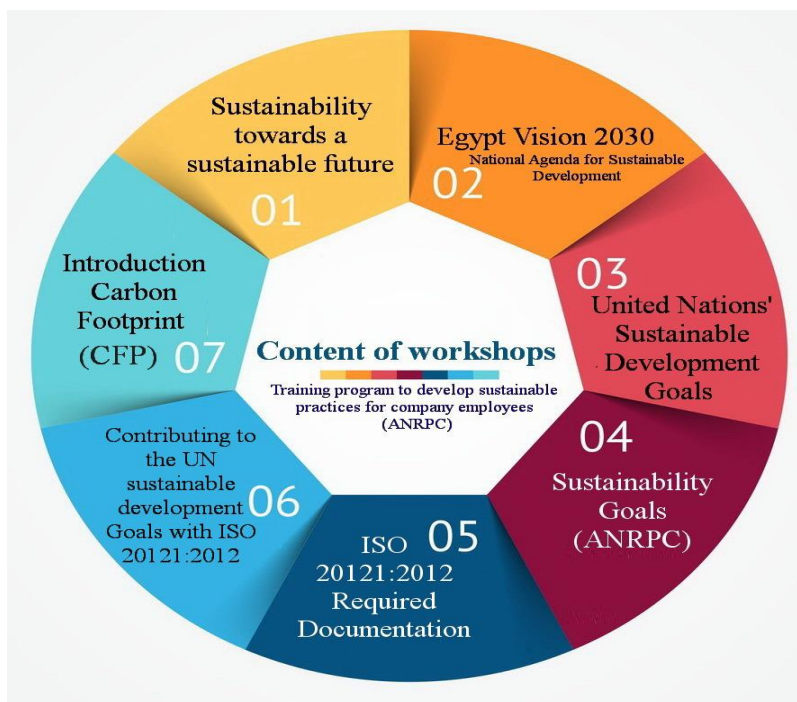 Sustainability
towards a
sustainable future
01
Egypt Vision 2030
National Agenda for Sustainable
Development
02
03
United Nations'
Sustainable
Development
Goals
04
Sustainability
Goals
(ANRPC)
ISO 05
20121:2012
Required
Documentation
Contributing to
the UN
sustainable
development 06
Goals with ISO
20121:2012
Introduction
Carbon
Footprint
(CFP) 07
Content of workshops
Training program to develop sustainable
practices for company employees
(ANRPC)